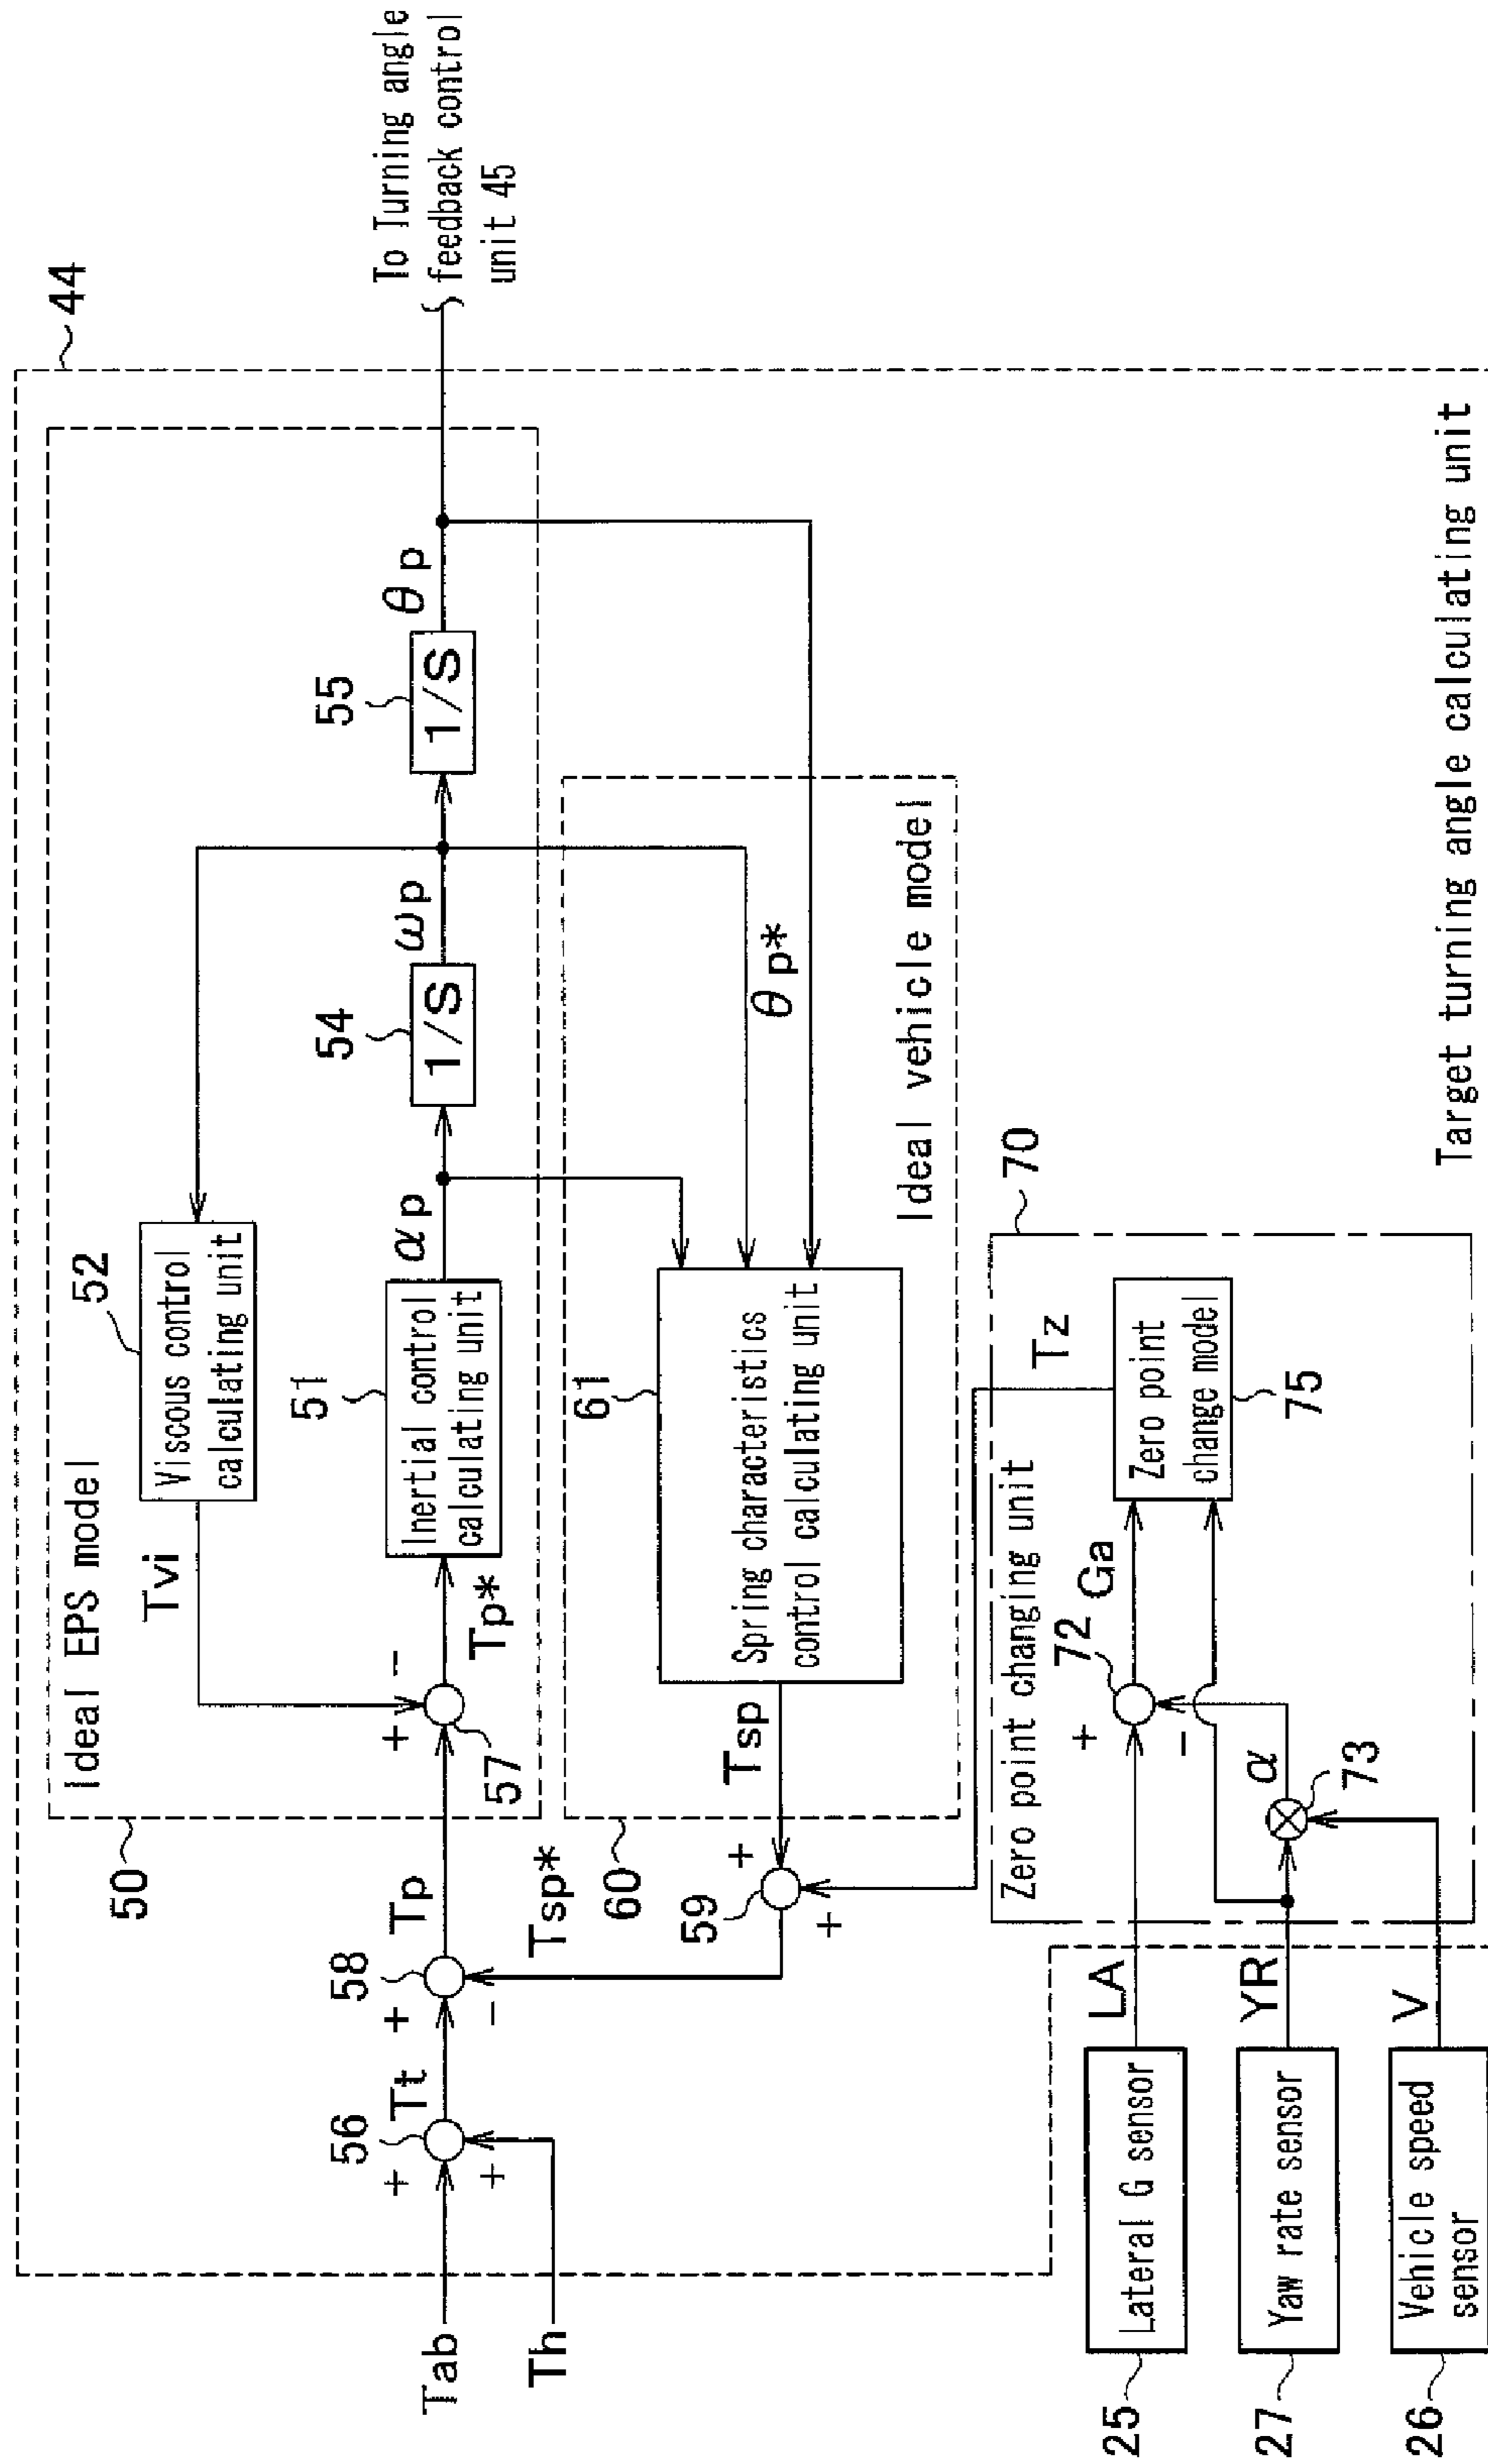 44
Ideal EPS model
52
Viscous control
calculating unit
Tvi
51
Inertial control
calculating unit
54
1/S
55
1/S
To Turning angle
feedback control
unit 45
αp
ωp
θp
50
+
-
57
Tp*
Tab
+
56
Tt
+
58
Tp
+
Th
-
Tsp*
61
Spring characteristics
control calculating unit
θp*
Tsp
Ideal vehicle model
60
59
+
+
70
Zero point changing unit
Tz
Zero point
change model
75
72
Ga
+
-
α
73
25
Lateral G sensor
LA
27
Yaw rate sensor
YR
26
Vehicle speed
sensor
V
Target turning angle calculating unit